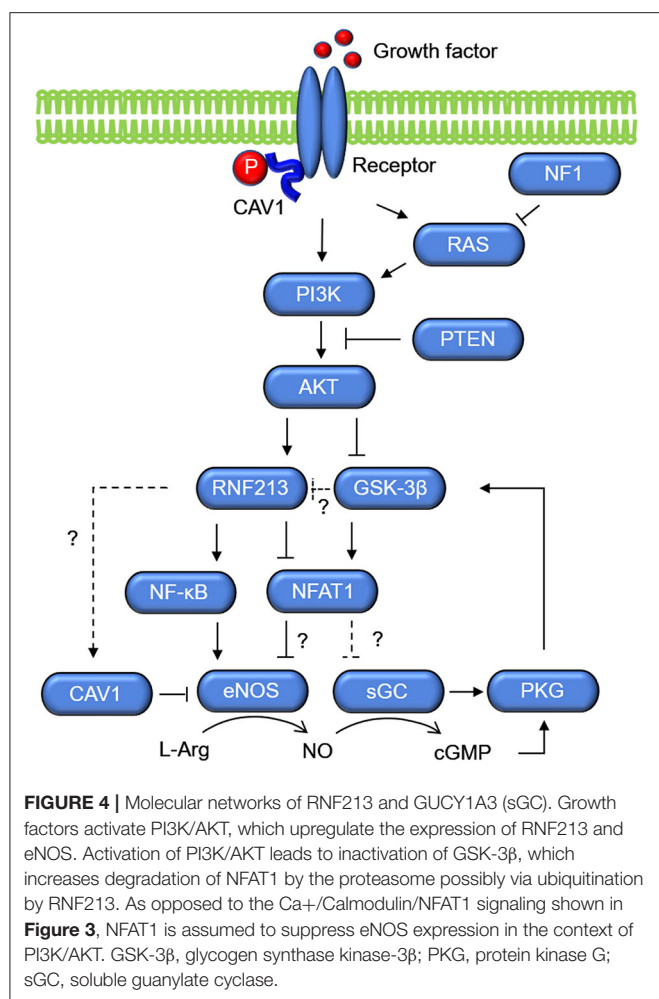 Growth factor
P
Receptor
NF1
CAV1
RAS
PI3K
PTEN
AKT
RNF213
?
GSK-3β
?
NF-κB
NFAT1
?
?
CAV1
eNOS
sGC
PKG
L-Arg
NO
cGMP
FIGURE 4 | Molecular networks of RNF213 and GUCY1A3 (sGC). Growth
factors activate PI3K/AKT, which upregulate the expression of RNF213 and
eNOS. Activation of PI3K/AKT leads to inactivation of GSK-3β, which
increases degradation of NFAT1 by the proteasome possibly via ubiquitination
by RNF213. As opposed to the Ca+/Calmodulin/NFAT1 signaling shown in
Figure 3, NFAT1 is assumed to suppress eNOS expression in the context of
PI3K/AKT. GSK-3β, glycogen synthase kinase-3β; PKG, protein kinase G;
sGC, soluble guanylate cyclase.